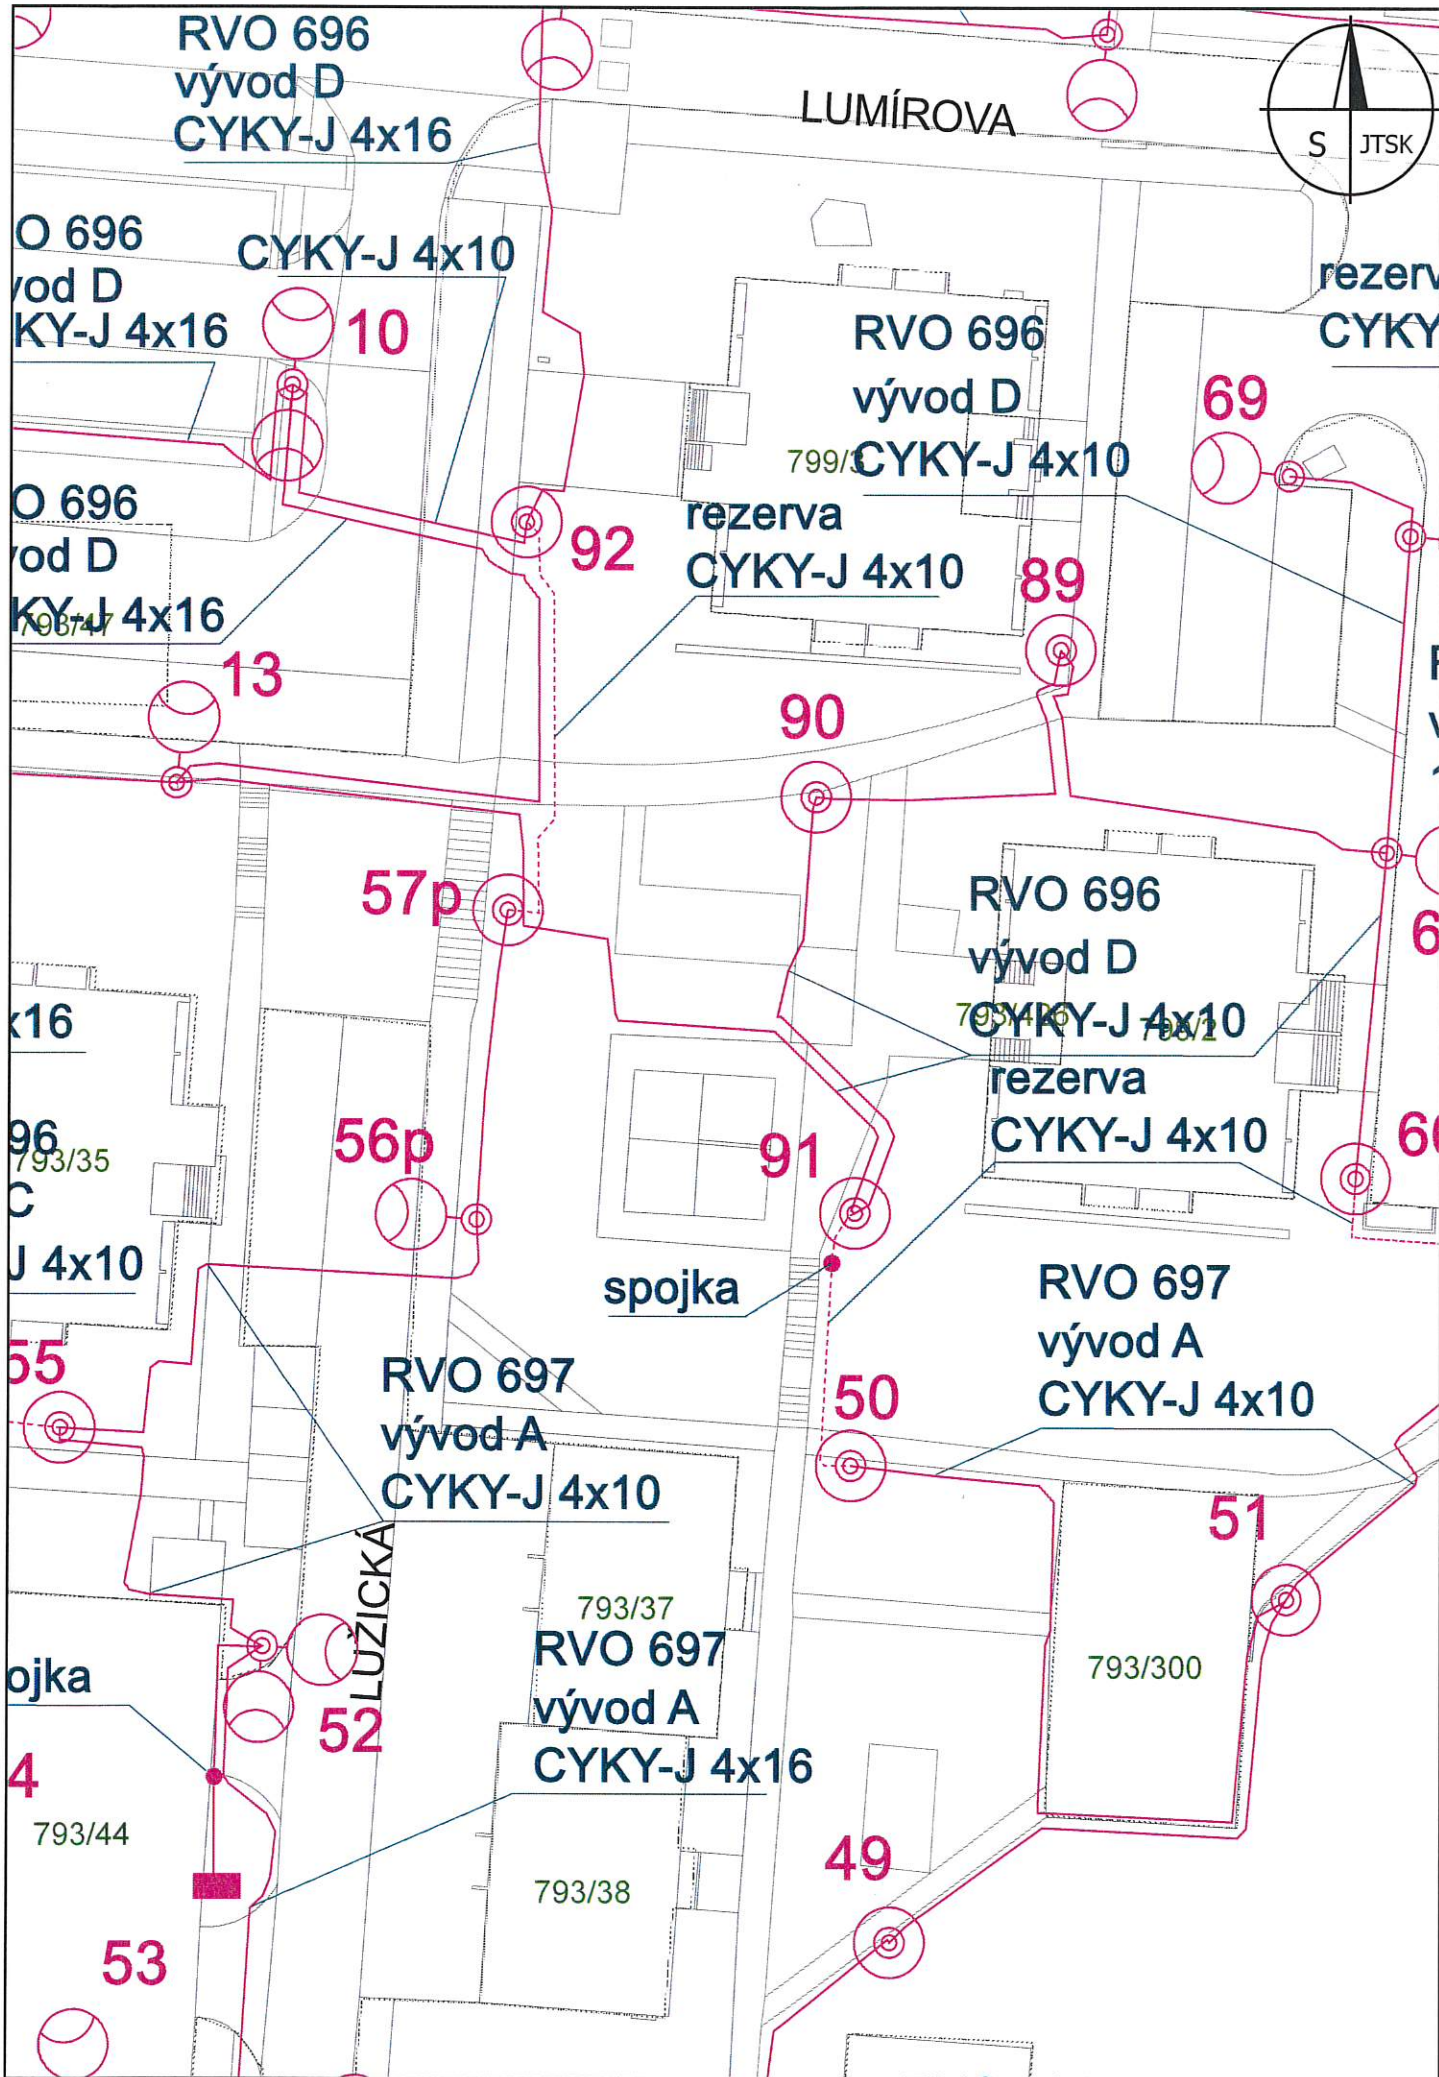 RVO 696
vývod D
CYKY-J 4x16
LUMÍROVA
S JTSK
O 696
vod D
KY-J 4x16
CYKY-J 4x10
10
RVO 696
vývod D
CYKY-J 4x10
799/3
rezerv
CYKY
69
O 696
vod D
KY-J 4x16
793/47
92
rezerva
CYKY-J 4x10
89
13
90
57p
RVO 696
vývod D
CYKY-J 4x10
rezerva
CYKY-J 4x10
6
x16
96
793/35
C
J 4x10
56p
91
66
spojka
RVO 697
vývod A
CYKY-J 4x10
55
RVO 697
vývod A
CYKY-J 4x10
50
51
LUŽICKÁ
793/37
RVO 697
vývod A
CYKY-J 4x16
793/300
ojka
52
4
793/44
49
793/38
53